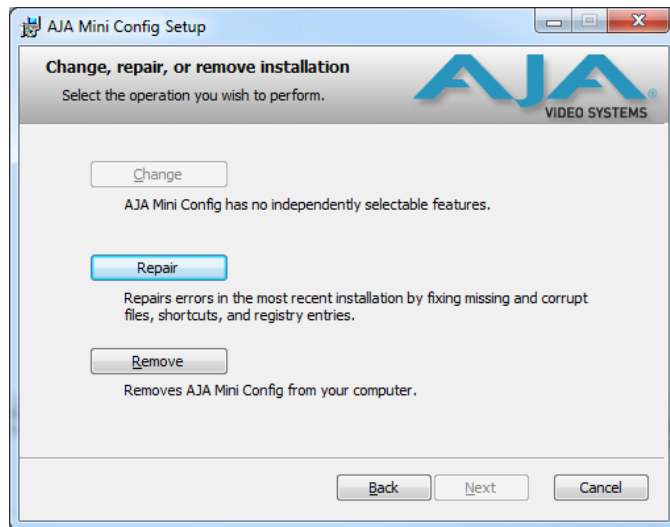 AJA Mini Config Setup
Change, repair, or remove installation
Select the operation you wish to perform.
AJA
®
VIDEO SYSTEMS
Change
AJA Mini Config has no independently selectable features.
Repair
Repairs errors in the most recent installation by fixing missing and corrupt
files, shortcuts, and registry entries.
Remove
Removes AJA Mini Config from your computer.
Back
Next
Cancel